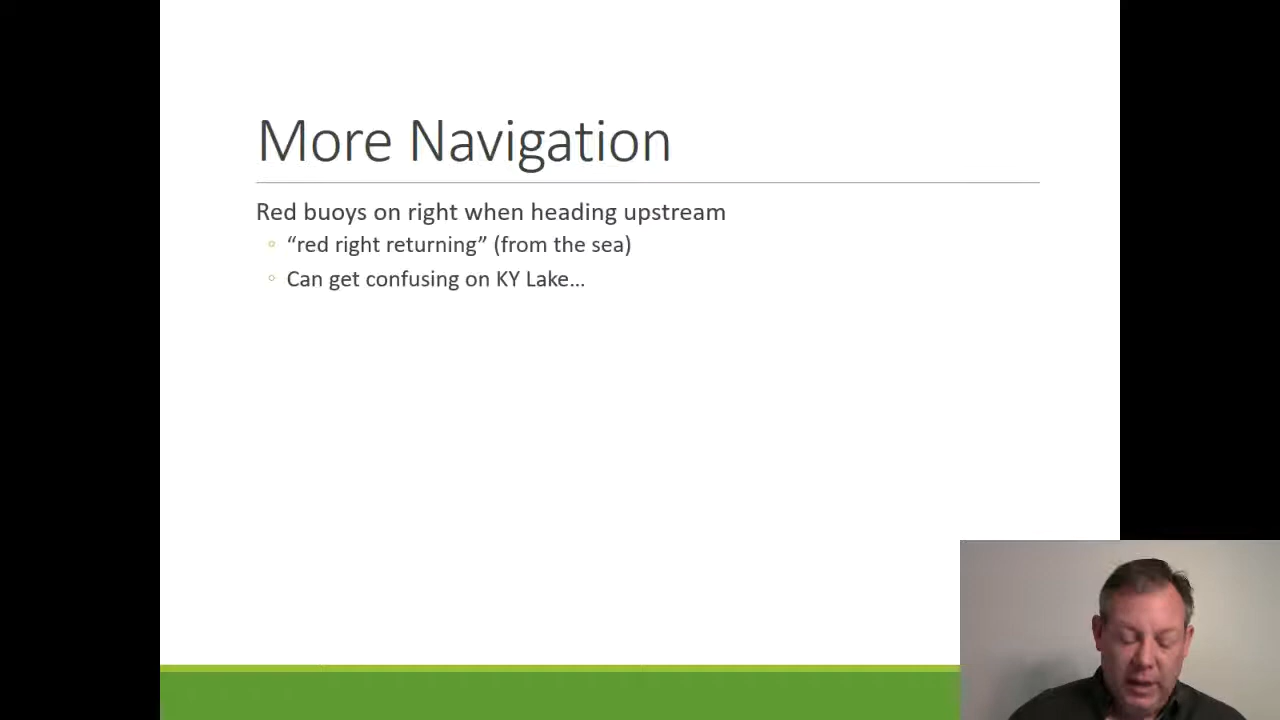 More Navigation
Red buoys on right when heading upstream
“red right returning” (from the sea)
Can get confusing on KY Lake…